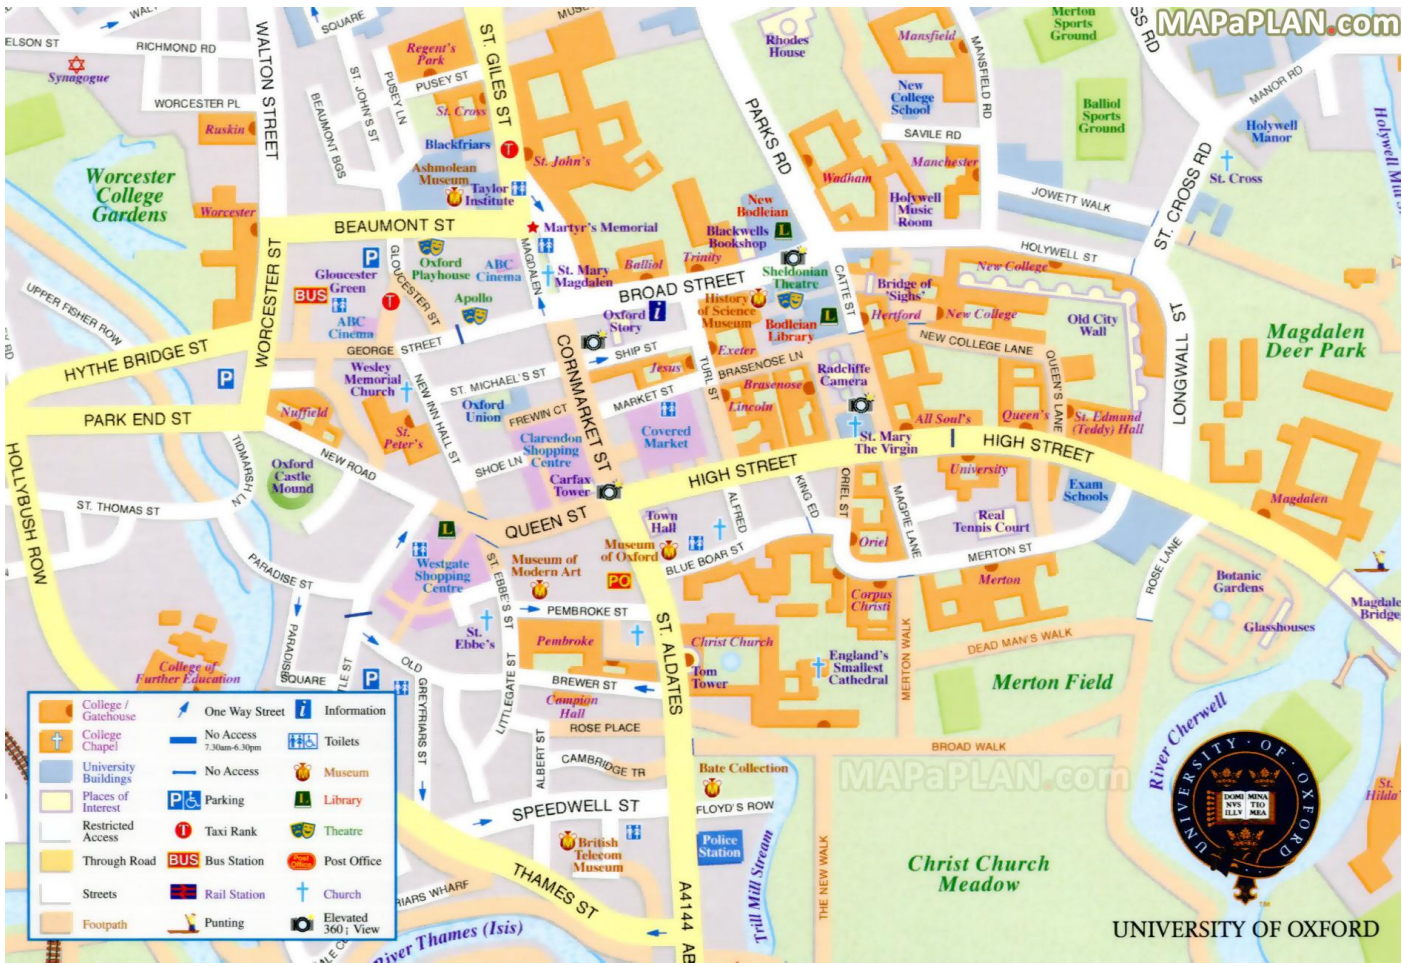 MAPaPLAN.com
ELSON ST
RICHMOND RD
Synagogue
WORCESTER PL
WALTON STREET
SQUARE
Regent's
Park
PUSEY ST
ST. GILES ST
ST. JOHN'S ST
PUSEY LN
BEAUMONT BGS
St. Cross
Blackfriars
Ashmolean
Museum
Taylor
Institute
St. John's
Ruskin
Worcester
College
Gardens
Worcester
BEAUMONT ST
Martyr's Memorial
Rhodes
House
PARKS RD
Mansfield
MANSFIELD RD
New
College
School
SAVILE RD
Manchester
Wadham
Holywell
Music
Room
Merton
Sports
Ground
Balliol
Sports
Ground
SS RD
MANOR RD
Holywell
Manor
St. Cross
ST. CROSS RD
JOWETT WALK
HOLYWELL ST
New
Bodleian
Blackwells
Bookshop
Trinity
Balliol
BROAD STREET
Sheldonian
Theatre
MAGDALEN
St. Mary
Magdalen
ABC
Cinema
Oxford
Playhouse
GLOUCESTER ST
Gloucester
Green
BUS
ABC
Cinema
Apollo
WORCESTER ST
UPPER FISHER ROW
HYTHE BRIDGE ST
PARK END ST
GEORGE STREET
Oxford
Story
SHIP ST
History
of Science
Museum
Bodleian
Library
CATTE ST
Bridge of
'Sighs'
Hertford
New College
New College
NEW COLLEGE LANE
Old City
Wall
LONGWALL ST
Magdalen
Deer Park
Wesley
Memorial
Church
NEW INN HALL ST
ST. MICHAEL'S ST
Oxford
Union
FREWIN CT
CORNMARKET ST
Jesus
MARKET ST
TURL ST
Exeter
BRASENOSE LN
Brasenose
Lincoln
Radcliffe
Camera
All Soul's
QUEEN'S LANE
Queen's
St. Edmund
(Teddy) Hall
Nuffield
St.
Peter's
Clarendon
Shopping
Centre
Covered
Market
St. Mary
The Virgin
HIGH STREET
HIGH STREET
SHOE LN
Carfax
Tower
NEW ROAD
Oxford
Castle
Mound
TIDMARSH LN
ST. THOMAS ST
HOLLYBUSH ROW
QUEEN ST
Town
Hall
ALFRED
KING ED
ORIEL ST
MAGPIE LANE
University
Exam
Schools
Real
Tennis Court
Magdalen
Museum of
Modern Art
Museum
of Oxford
PO
BLUE BOAR ST
Oriel
MERTON ST
Merton
ROSE LANE
Westgate
Shopping
Centre
ST. EBBE'S ST
PARADISE ST
PARADISE
SQUARE
PEMBROKE ST
St.
Ebbe's
Pembroke
Corpus
Christi
Christ Church
Botanic
Gardens
Glasshouses
Magdale
Bridge
DEAD MAN'S WALK
MERTON WALK
England's
Smallest
Cathedral
Tom
Tower
ST. ALDATES
BREWER ST
LITTLEGATE ST
OLD
GREYFRIARS ST
TLE ST
College of
Further Education
Campion
Hall
ROSE PLACE
Merton Field
BROAD WALK
River Cherwell
ALBERT ST
CAMBRIDGE TR
Bate Collection
MAPaPLAN.com
SPEEDWELL ST
FLOYD'S ROW
British
Telecom
Museum
Police
Station
Trill Mill Stream
THE NEW WALK
Christ Church
Meadow
St.
Hilda'
THAMES ST
A4144 AB
RIARS WHARF
River Thames (Isis)
College /
Gatehouse
One Way Street
Information
College
Chapel
No Access
7.30am-6.30pm
Toilets
University
Buildings
No Access
Museum
Places of
Interest
Parking
Library
Restricted
Access
Taxi Rank
Theatre
Through Road
BUS Bus Station
Post Office
Streets
Rail Station
Church
Footpath
Punting
Elevated
360¡ View
UNIVERSITY · OF · OXFORD
DOMI MINA
NVS TIO
ILLV MEA
UNIVERSITY OF OXFORD